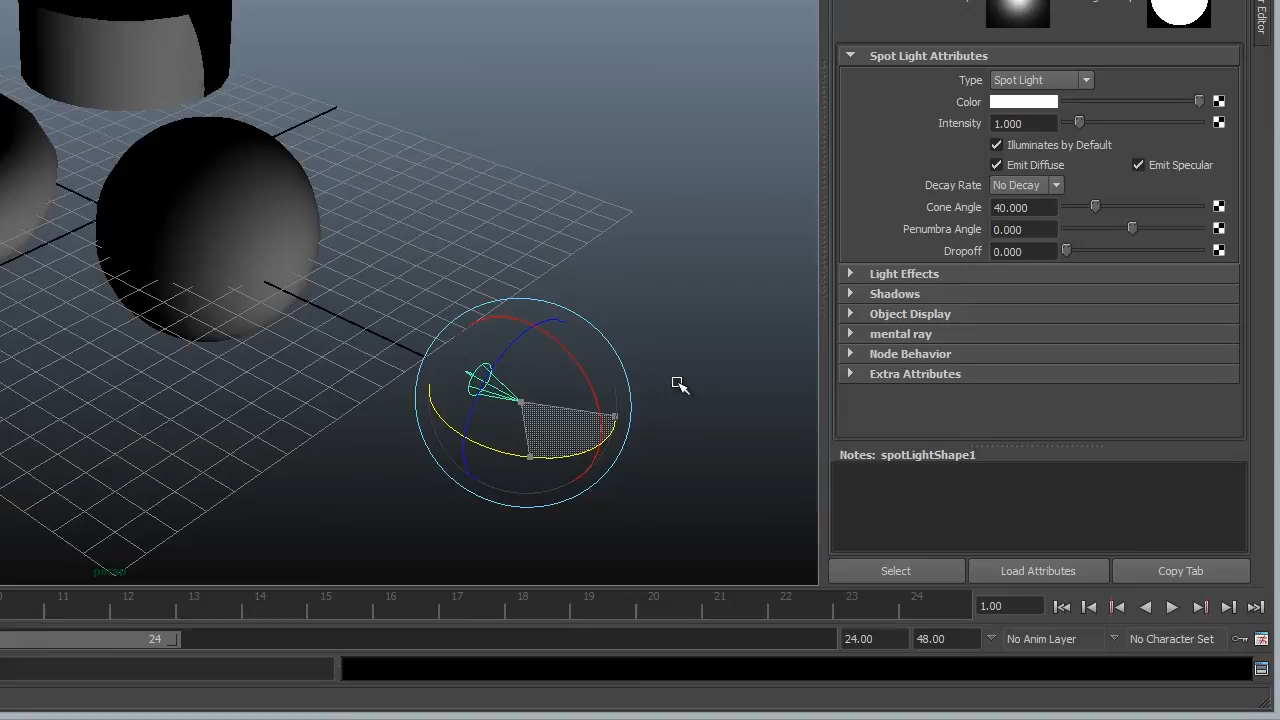 r Editor
Spot Light Attributes
Type Spot Light
Color
Intensity 1.000
Illuminates by Default
Emit Diffuse Emit Specular
Decay Rate No Decay
Cone Angle 40.000
Penumbra Angle 0.000
Dropoff 0.000
Light Effects
Shadows
Object Display
mental ray
Node Behavior
Extra Attributes
Notes: spotLightShape1
persp
Select Load Attributes Copy Tab
11 12 13 14 15 16 17 18 19 20 21 22 23 24 1.00
24 24.00 48.00 No Anim Layer No Character Set